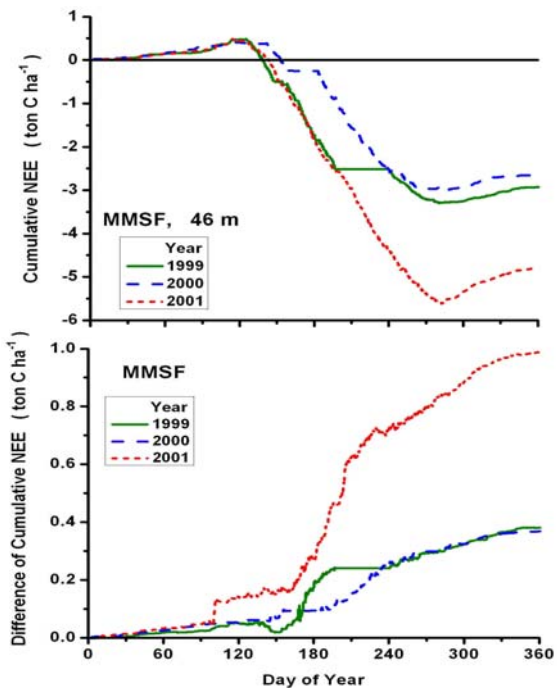 1
0
-1
-2
-3
-4
-5
-6
Cumulative NEE ( ton C ha⁻¹ )
MMSF, 46 m
Year
1999
2000
2001
1.0
0.8
0.6
0.4
0.2
0.0
Difference of Cumulative NEE ( ton C ha⁻¹ )
MMSF
Year
1999
2000
2001
0 60 120 180 240 300 360
Day of Year